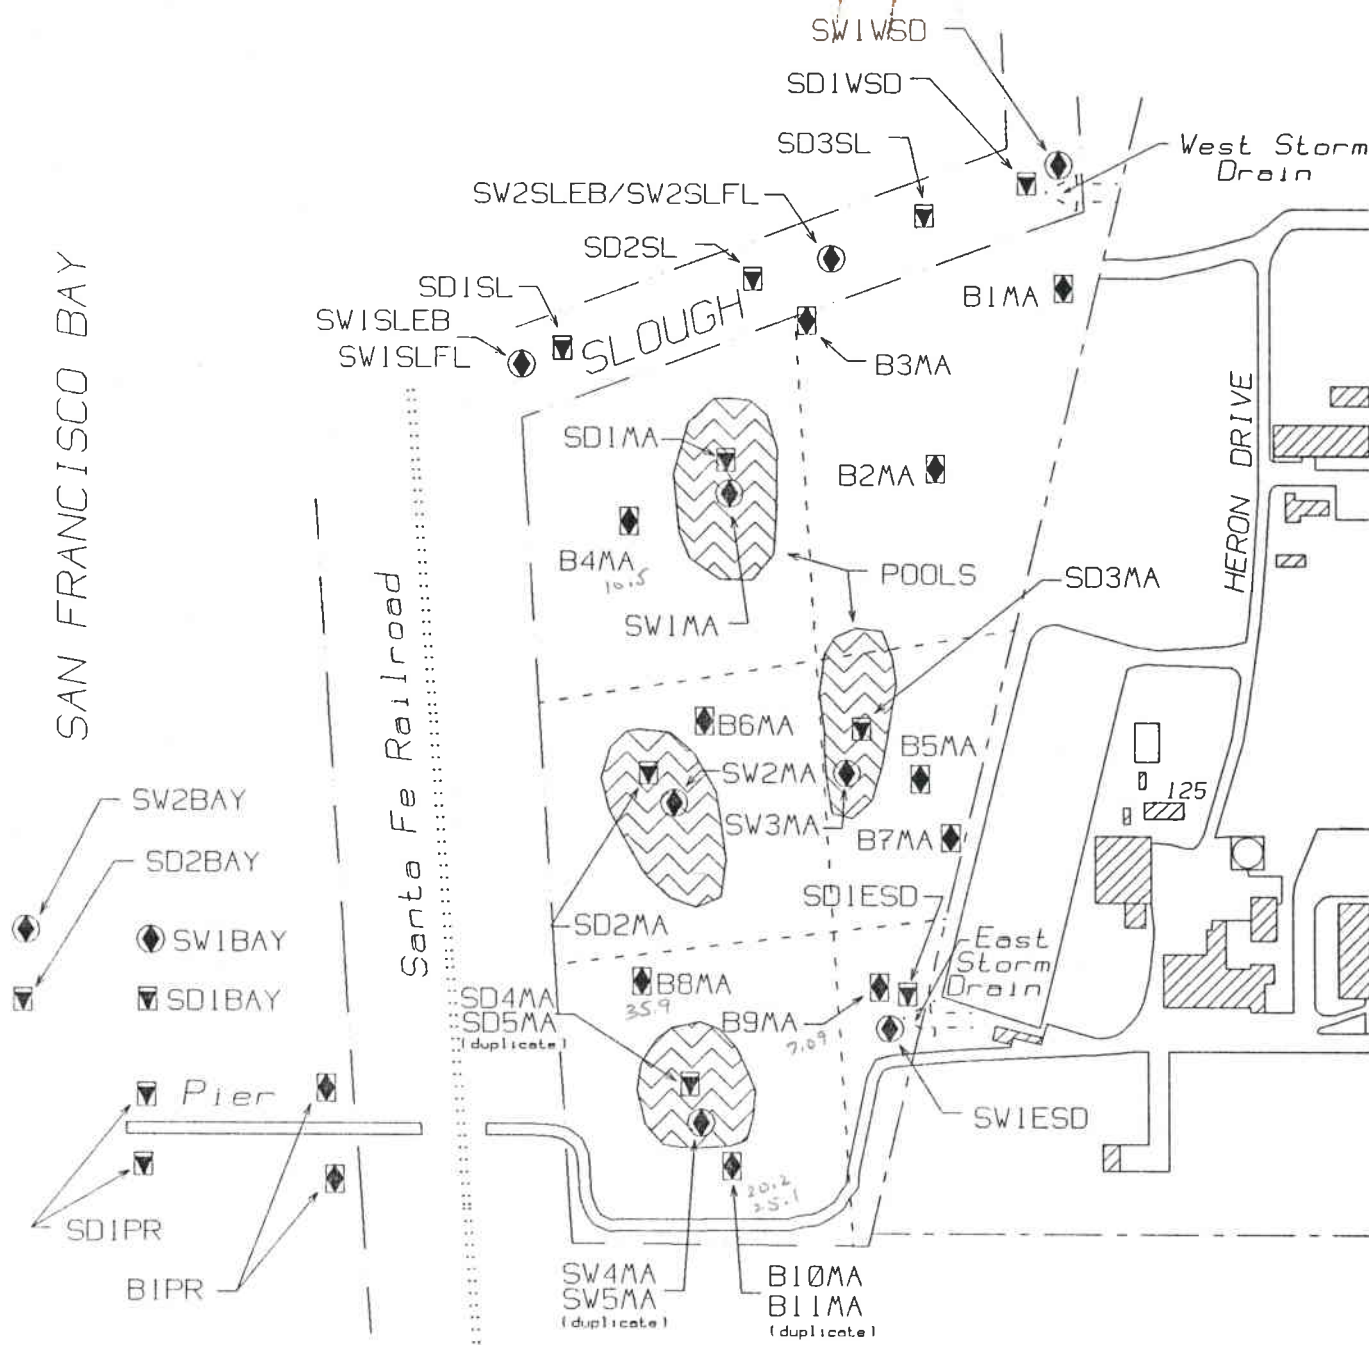 SW1WSD
SD1WSD
SD3SL
West Storm
Drain
SW2SLEB/SW2SLFL
SD2SL
SD1SL
SW1SLEB
SW1SLFL
SLOUGH
B1MA
B3MA
SAN FRANCISCO BAY
HERON DRIVE
SD1MA
B2MA
B4MA
10.5
POOLS
SD3MA
SW1MA
Santa Fe Railroad
B6MA
B5MA
SW2MA
SW3MA
B7MA
125
SW2BAY
SD2BAY
SD1ESD
SD2MA
SW1BAY
East
Storm
Drain
SD1BAY
B8MA
35.9
SD4MA
SD5MA
(duplicate)
B9MA
7.09
Pier
SW1ESD
20.2
25.1
SD1PR
B1PR
SW4MA
SW5MA
(duplicate)
B10MA
B11MA
(duplicate)